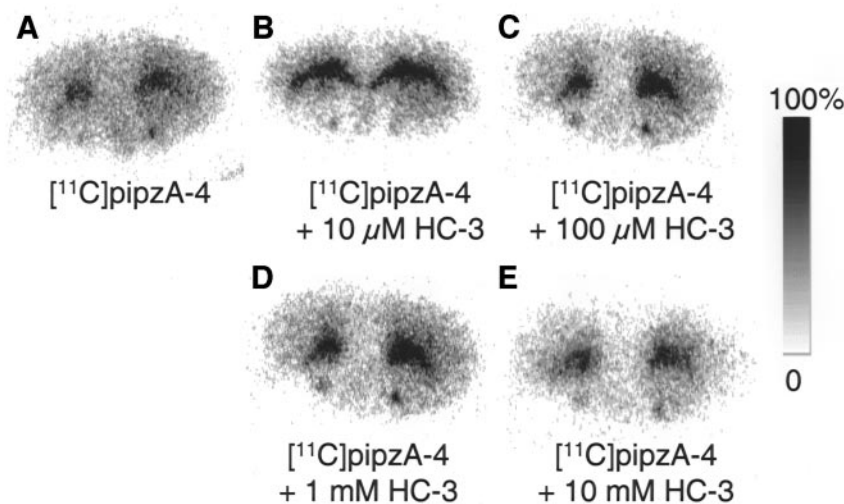 A
B
C
100%
[¹¹C]pipzA-4
[¹¹C]pipzA-4
+ 10 µM HC-3
[¹¹C]pipzA-4
+ 100 µM HC-3
D
E
0
[¹¹C]pipzA-4
+ 1 mM HC-3
[¹¹C]pipzA-4
+ 10 mM HC-3